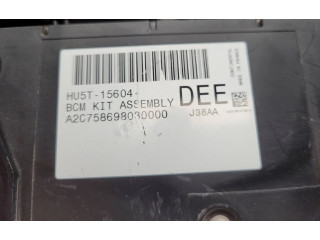 HU5T-15604-
DEE
BCM KIT ASSEMBLY
A2C758698030000
J38AA